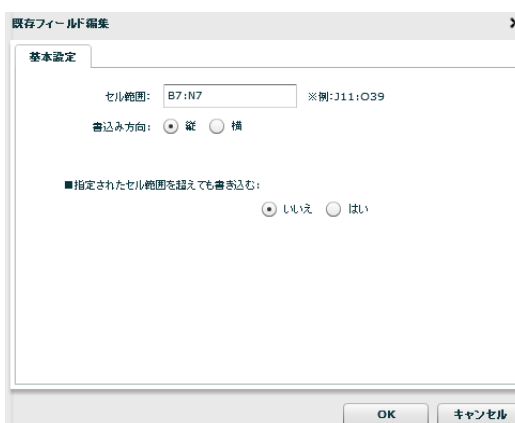 既存フィールド編集
基本設定
セル範囲: B7:N7 ※例:J11:O39
書込み方向: 縦 横
■指定されたセル範囲を超えても書き込む:
いいえ はい
OK キャンセル